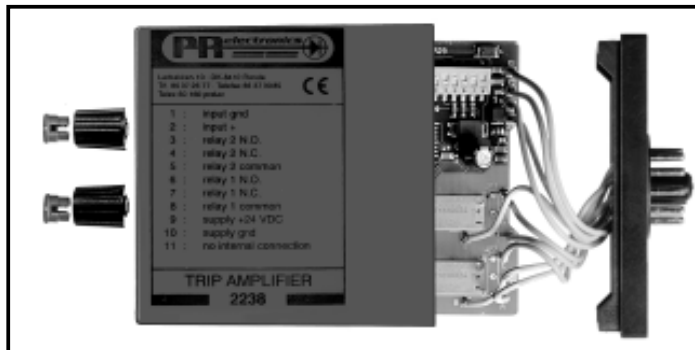 PR electronics
CE
1 : input gnd
2 : input +
3 : relay 2 N.O.
4 : relay 2 N.C.
5 : relay 2 common
6 : relay 1 N.O.
7 : relay 1 N.C.
8 : relay 1 common
9 : supply +24 VDC
10 : supply gnd
11 : no internal connection
TRIP AMPLIFIER
2238